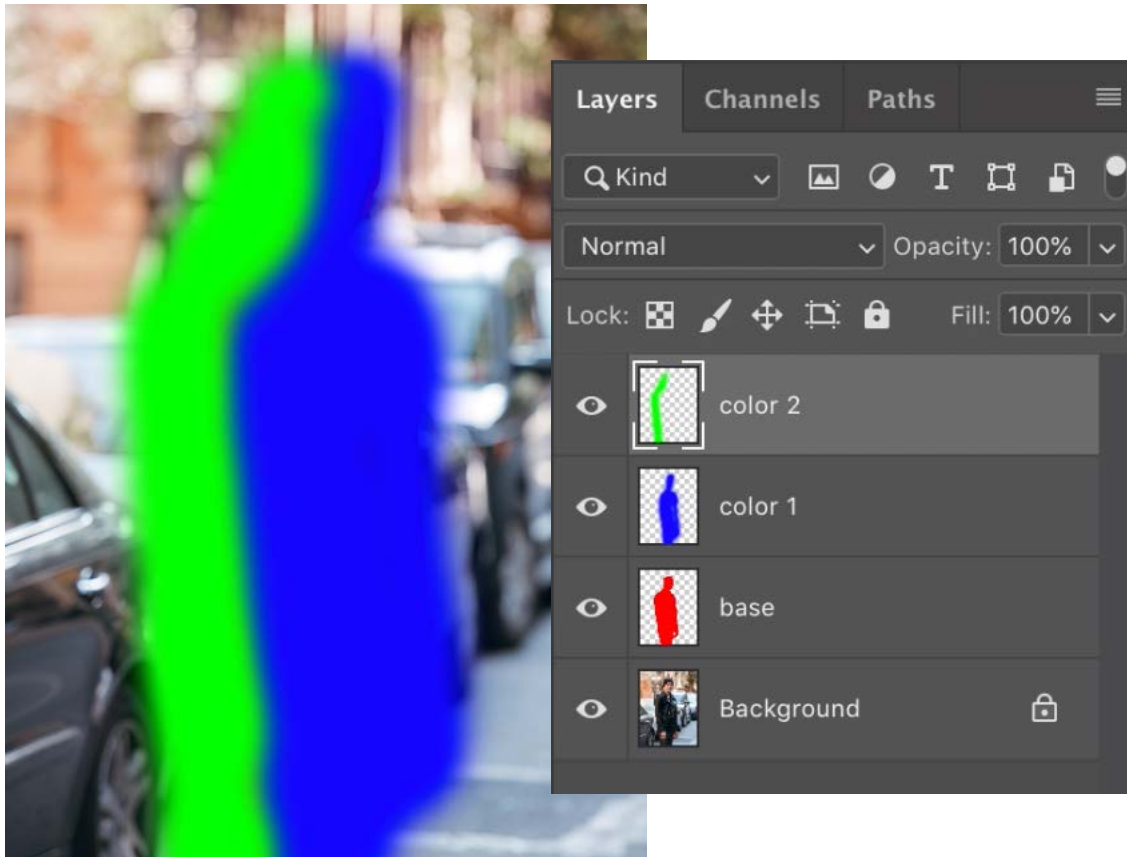 Layers Channels Paths
Kind
Normal Opacity: 100%
Lock: Fill: 100%
color 2
color 1
base
Background